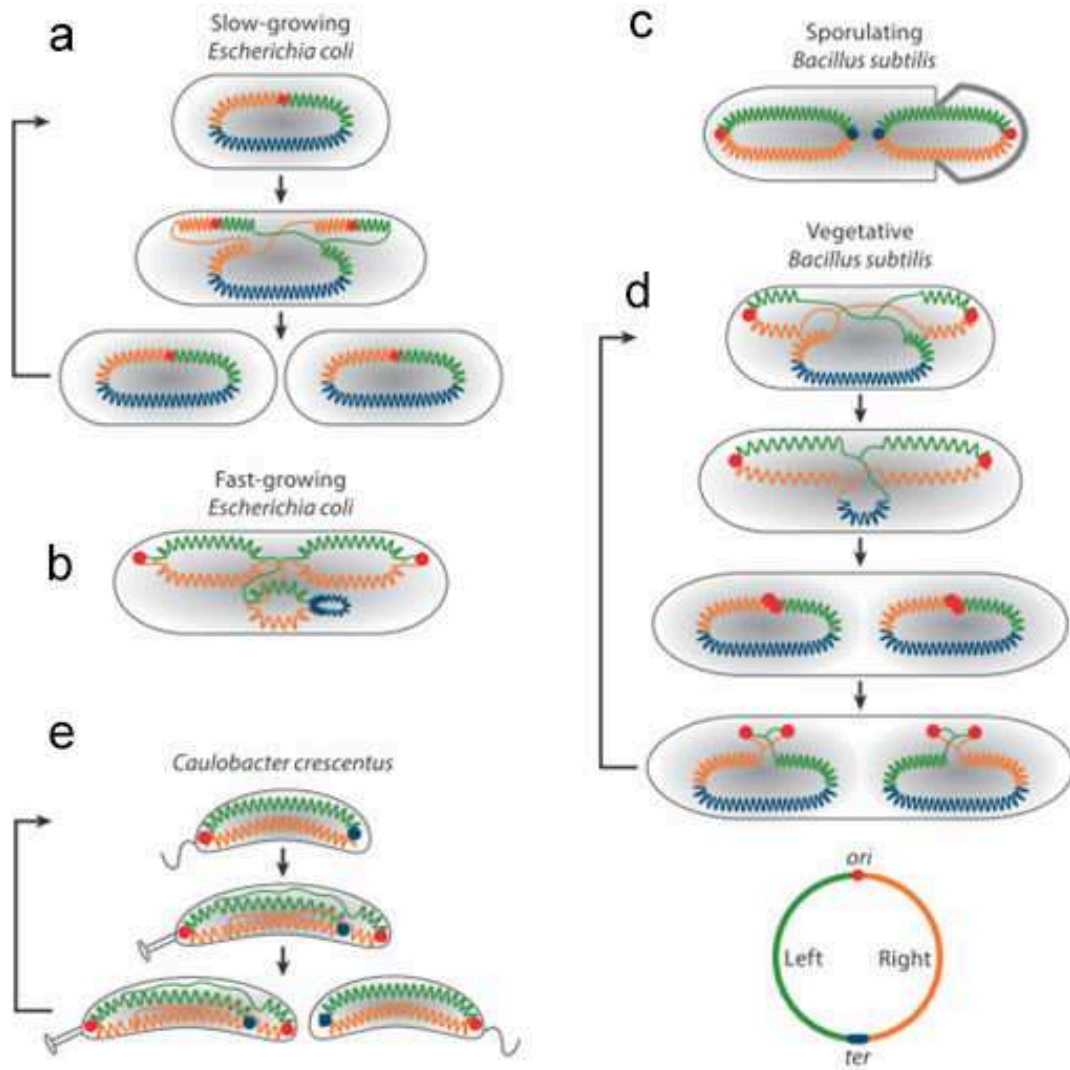 a
Slow-growing
Escherichia coli
b
Fast-growing
Escherichia coli
c
Sporulating
Bacillus subtilis
d
Vegetative
Bacillus subtilis
e
Caulobacter crescentus
ori
Left Right
ter